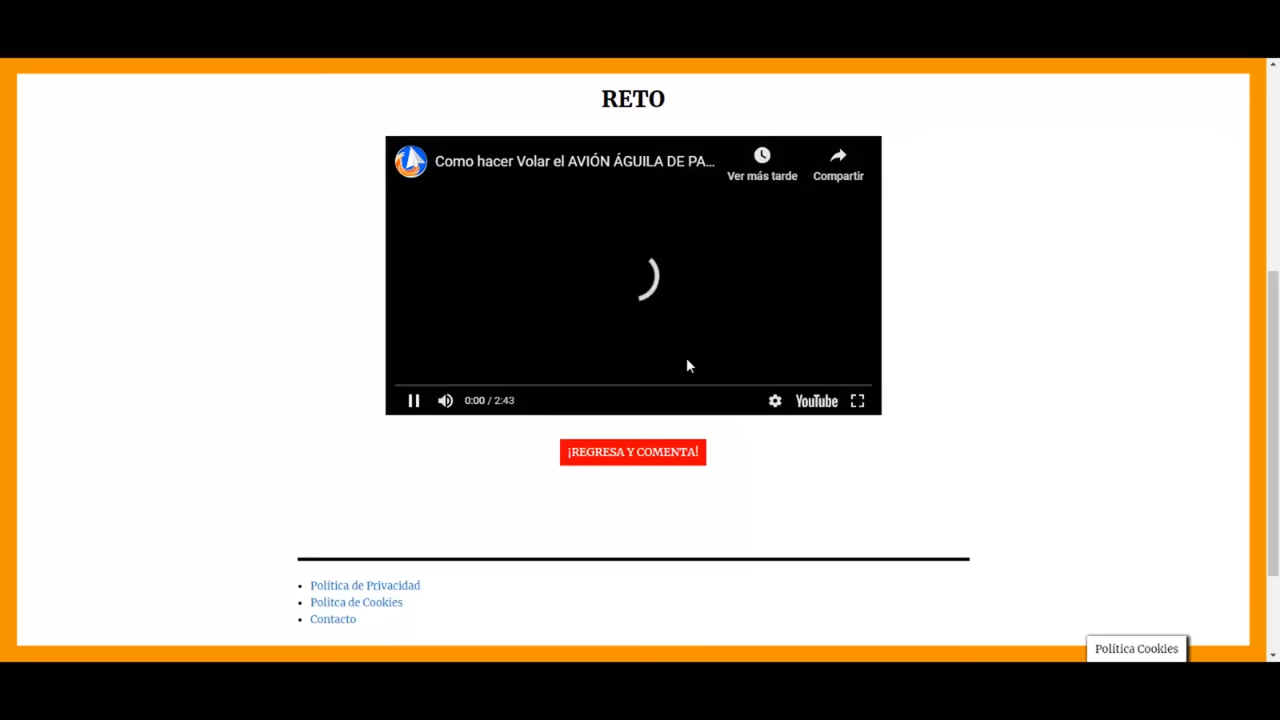 RETO
Como hacer Volar el AVIÓN ÁGUILA DE PA...
Ver más tarde
Compartir
0:00 / 2:43
YouTube
¡REGRESA Y COMENTA!
Política de Privacidad
Politca de Cookies
Contacto
Política Cookies